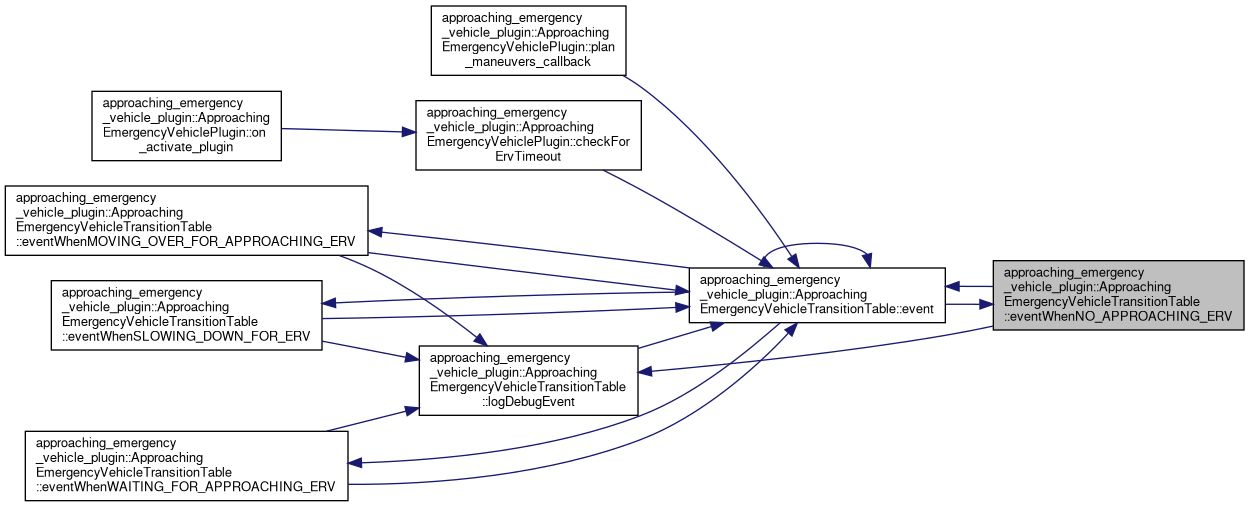 approaching_emergency
_vehicle_plugin::Approaching
EmergencyVehiclePlugin::plan
_maneuvers_callback
approaching_emergency
_vehicle_plugin::Approaching
EmergencyVehiclePlugin::on
_activate_plugin
approaching_emergency
_vehicle_plugin::Approaching
EmergencyVehiclePlugin::checkFor
ErvTimeout
approaching_emergency
_vehicle_plugin::Approaching
EmergencyVehicleTransitionTable
::eventWhenMOVING_OVER_FOR_APPROACHING_ERV
approaching_emergency
_vehicle_plugin::Approaching
EmergencyVehicleTransitionTable::event
approaching_emergency
_vehicle_plugin::Approaching
EmergencyVehicleTransitionTable
::eventWhenNO_APPROACHING_ERV
approaching_emergency
_vehicle_plugin::Approaching
EmergencyVehicleTransitionTable
::eventWhenSLOWING_DOWN_FOR_ERV
approaching_emergency
_vehicle_plugin::Approaching
EmergencyVehicleTransitionTable
::logDebugEvent
approaching_emergency
_vehicle_plugin::Approaching
EmergencyVehicleTransitionTable
::eventWhenWAITING_FOR_APPROACHING_ERV